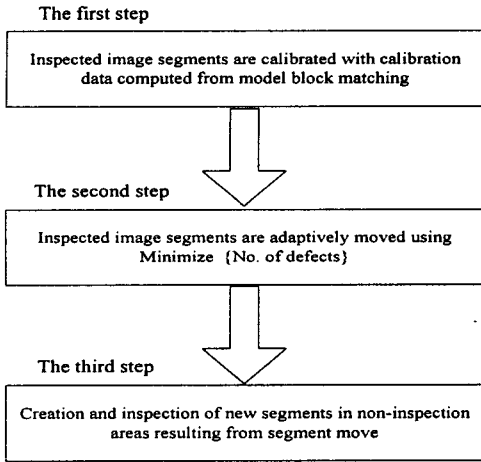 The first step
Inspected image segments are calibrated with calibration
data computed from model block matching
The second step
Inspected image segments are adaptively moved using
Minimize {No. of defects}
The third step
Creation and inspection of new segments in non-inspection
areas resulting from segment move